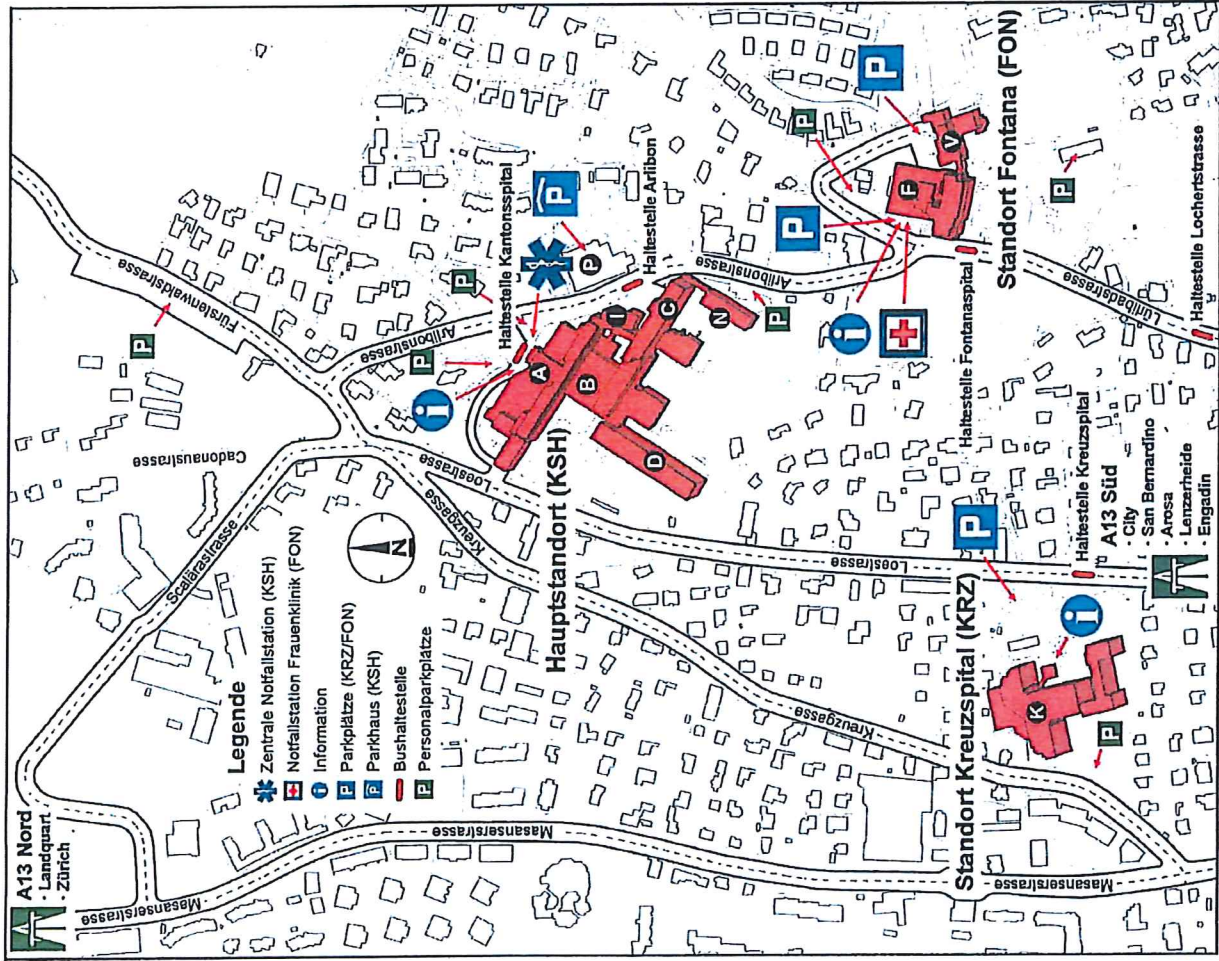 A13 Nord
- Landquart
- Zürich
Masanserstrasse
Scalärastrasse
Cadonaustrasse
Fürstenwaldstrasse
P
Legende
Zentrale Notfallstation (KSH)
Notfallstation Frauenklinik (FON)
i Information
P Parkplätze (KRZ/FON)
P Parkhaus (KSH)
Bushaltestelle
P Personalparkplätze
N
Kreuzgasse
Loestrasse
Arlibonstrasse
i
P
P
Haltestelle Kantonsspital
P
P
Haltestelle Arlibon
A
B
I
C
N
D
P
Hauptstandort (KSH)
Masanserstrasse
Kreuzgasse
Loestrasse
Arlibonstrasse
P
i
P
P
P
F
V
Haltestelle Fontanaspital
Standort Fontana (FON)
P
Lürlibadstrasse
Haltestelle Lochertstrasse
Standort Kreuzspital (KRZ)
P
i
K
P
Haltestelle Kreuzspital
A13 Süd
- City
- San Bernardino
- Arosa
- Lenzerheide
- Engadin
Masanserstrasse